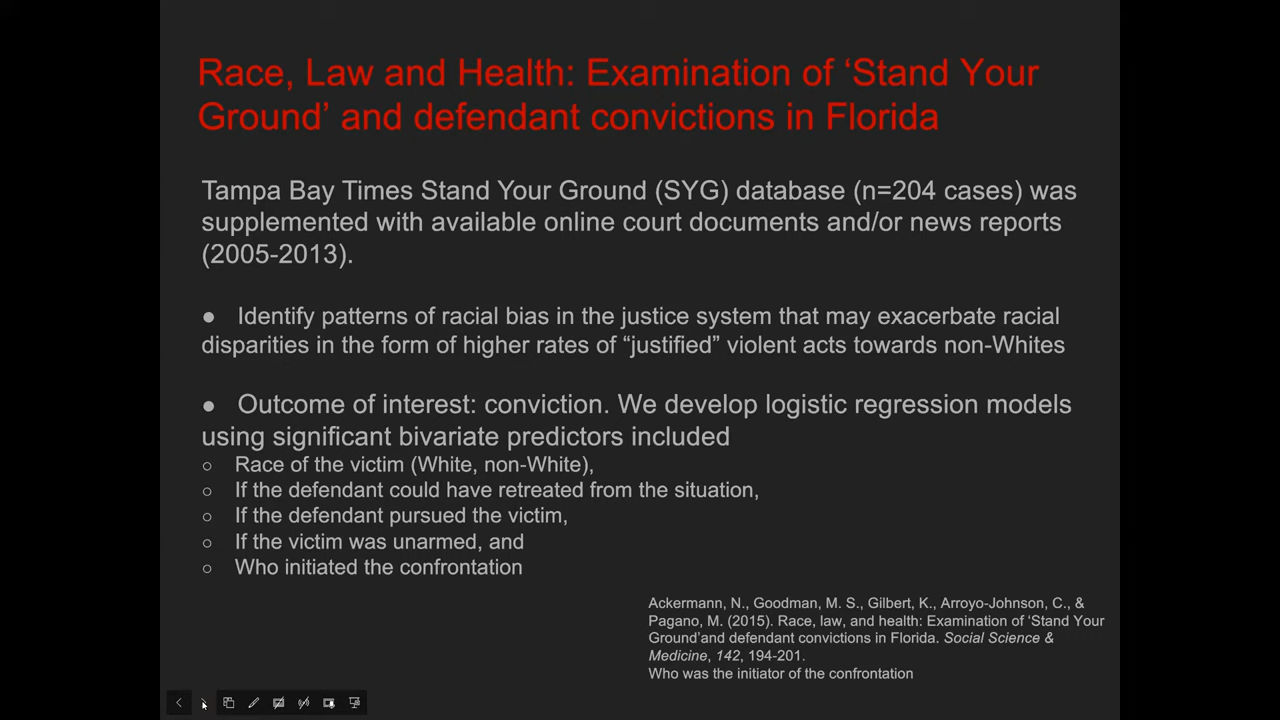 Race, Law and Health: Examination of ‘Stand Your
Ground’ and defendant convictions in Florida
Tampa Bay Times Stand Your Ground (SYG) database (n=204 cases) was
supplemented with available online court documents and/or news reports
(2005-2013).
● Identify patterns of racial bias in the justice system that may exacerbate racial
disparities in the form of higher rates of “justified” violent acts towards non-Whites
● Outcome of interest: conviction. We develop logistic regression models
using significant bivariate predictors included
○ Race of the victim (White, non-White),
○ If the defendant could have retreated from the situation,
○ If the defendant pursued the victim,
○ If the victim was unarmed, and
○ Who initiated the confrontation
Ackermann, N., Goodman, M. S., Gilbert, K., Arroyo-Johnson, C., &
Pagano, M. (2015). Race, law, and health: Examination of ‘Stand Your
Ground’and defendant convictions in Florida. Social Science &
Medicine, 142, 194-201.
Who was the initiator of the confrontation